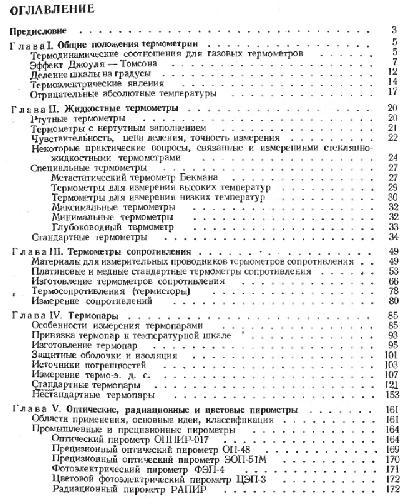 ОГЛАВЛЕНИЕ
Предисловие . . . 3
Глава I. Общие положения термометрии . . . 5
Термодинамические соотношения для газовых термометров . . . 5
Эффект Джоуля — Томсона . . . 7
Деление шкалы на градусы . . . 12
Термоэлектрические явления . . . 14
Отрицательные абсолютные температуры . . . 17
Глава II. Жидкостные термометры . . . 20
Ртутные термометры . . . 20
Термометры с нертутным заполнением . . . 21
Чувствительность, цена деления, точность измерения . . . 22
Некоторые практические вопросы, связанные с измерениями стеклянно-
жидкостными термометрами . . . 24
Специальные термометры . . . 27
Метастатический термометр Бекмана . . . 27
Термометры для измерения высоких температур . . . 29
Термометры для измерения низких температур . . . 30
Максимальные термометры . . . 32
Минимальные термометры . . . 32
Глубоководный термометр . . . 33
Стандартные термометры . . . 34
Глава III. Термометры сопротивления . . . 49
Материалы для измерительных проводников термометров сопротивления . . 49
Платиновые и медные стандартные термометры сопротивления . . . 53
Изготовление термометров сопротивления . . . 66
Термосопротивления (термисторы) . . . 78
Измерение сопротивлений . . . 80
Глава IV. Термопары . . . 85
Особенности измерения термопарами . . . 85
Привязка термопар к температурной шкале . . . 93
Изготовление термопар . . . 95
Защитные оболочки и изоляция . . . 101
Источники погрешностей . . . 103
Измерение термо-э. д. с. . . . 107
Стандартные термопары . . . 121
Нестандартные термопары . . . 153
Глава V. Оптические, радиационные и цветовые пирометры . . . 161
Области применения, основные идеи, классификация . . . 161
Промышленные и прецизионные пирометры . . . 164
Оптический пирометр ОППИР-017 . . . 164
Прецизионный оптический пирометр ОП-48 . . . 169
Прецизионный оптический пирометр ЭОП-51М . . . 170
Фотоэлектрический пирометр ФЭП-4 . . . 171
Цветовой фотоэлектрический пирометр ЦЭП-3 . . . 172
Радиационный пирометр РАПИР . . . 172